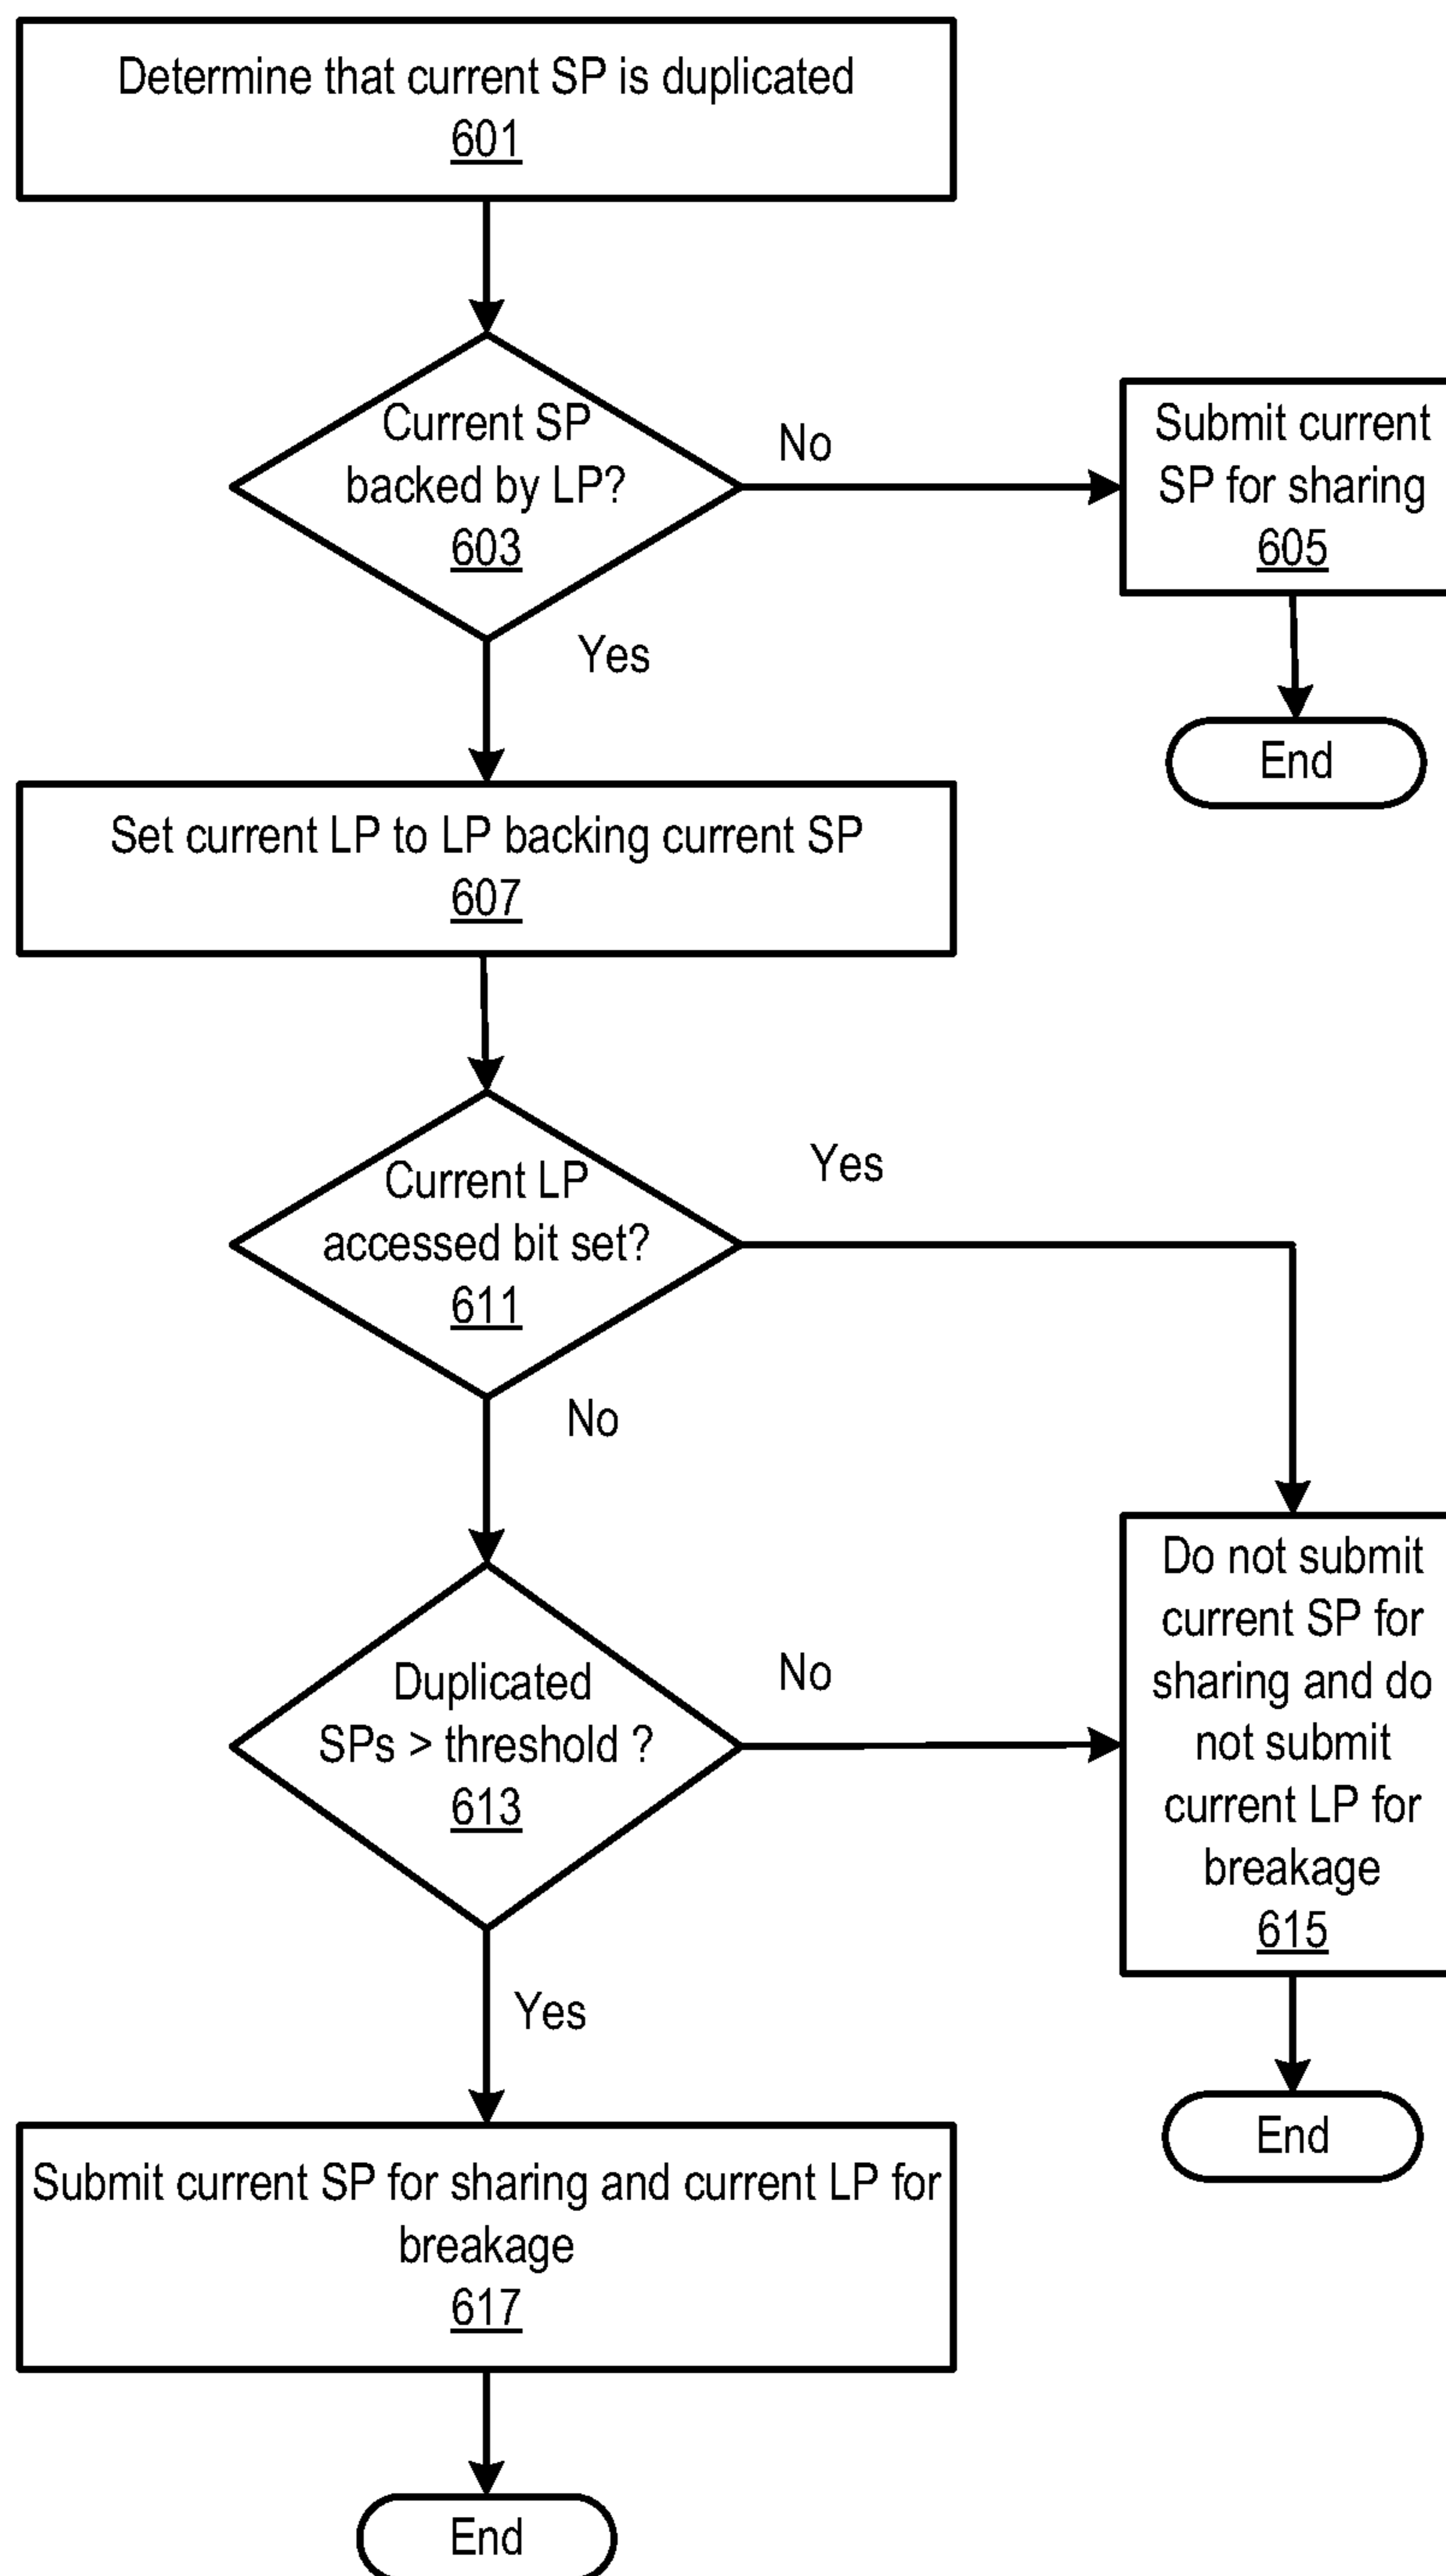 Determine that current SP is duplicated
601
Current SP
backed by LP?
603
No
Submit current
SP for sharing
605
Yes
End
Set current LP to LP backing current SP
607
Current LP
accessed bit set?
611
Yes
No
Duplicated
SPs > threshold ?
613
No
Do not submit
current SP for
sharing and do
not submit
current LP for
breakage
615
Yes
End
Submit current SP for sharing and current LP for
breakage
617
End